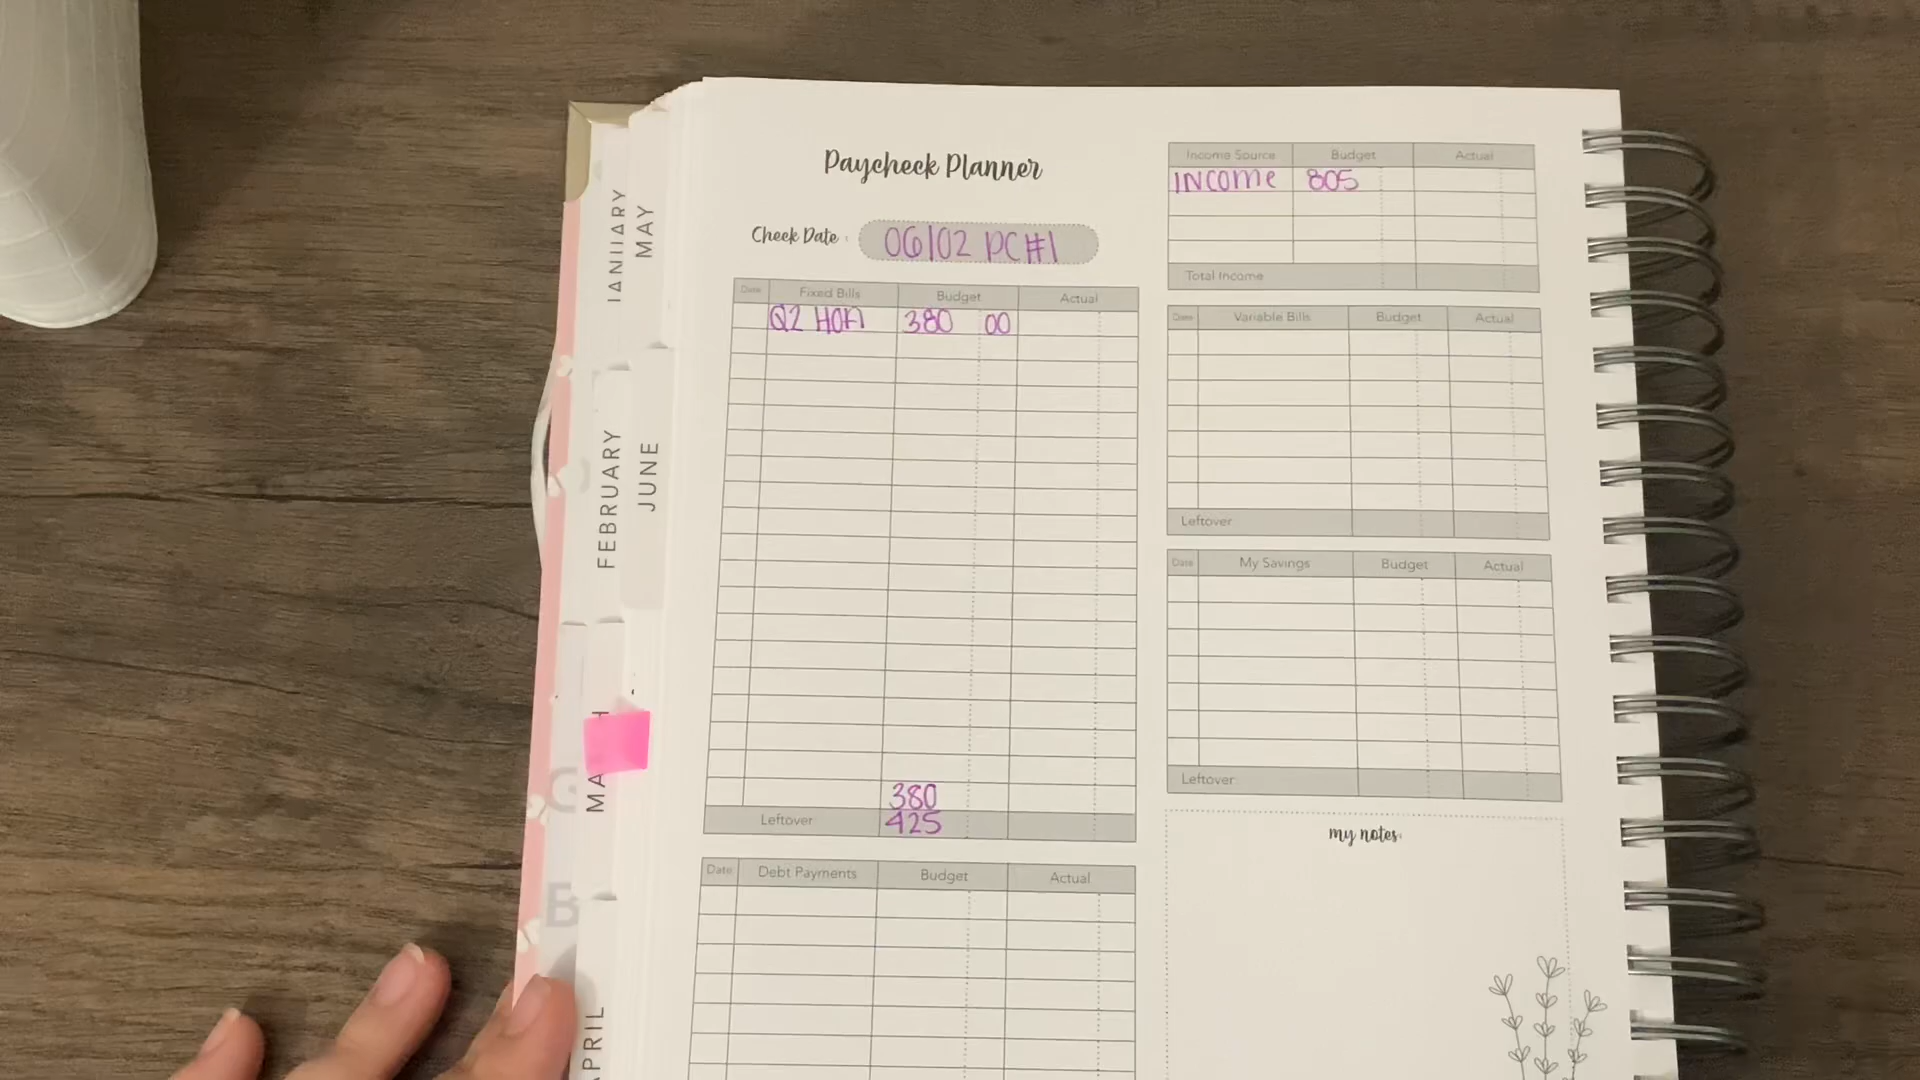 Paycheck Planner
Check Date : 06/02 PC#1
Date Fixed Bills Budget Actual
Q2 HOA 380 00
380
Leftover 425
Date Debt Payments Budget Actual
Income Source Budget Actual
INCOME 805
Total Income
Date Variable Bills Budget Actual
Leftover
Date My Savings Budget Actual
Leftover
my notes:
JANUARY
MAY
FEBRUARY
JUNE
APRIL
G
B